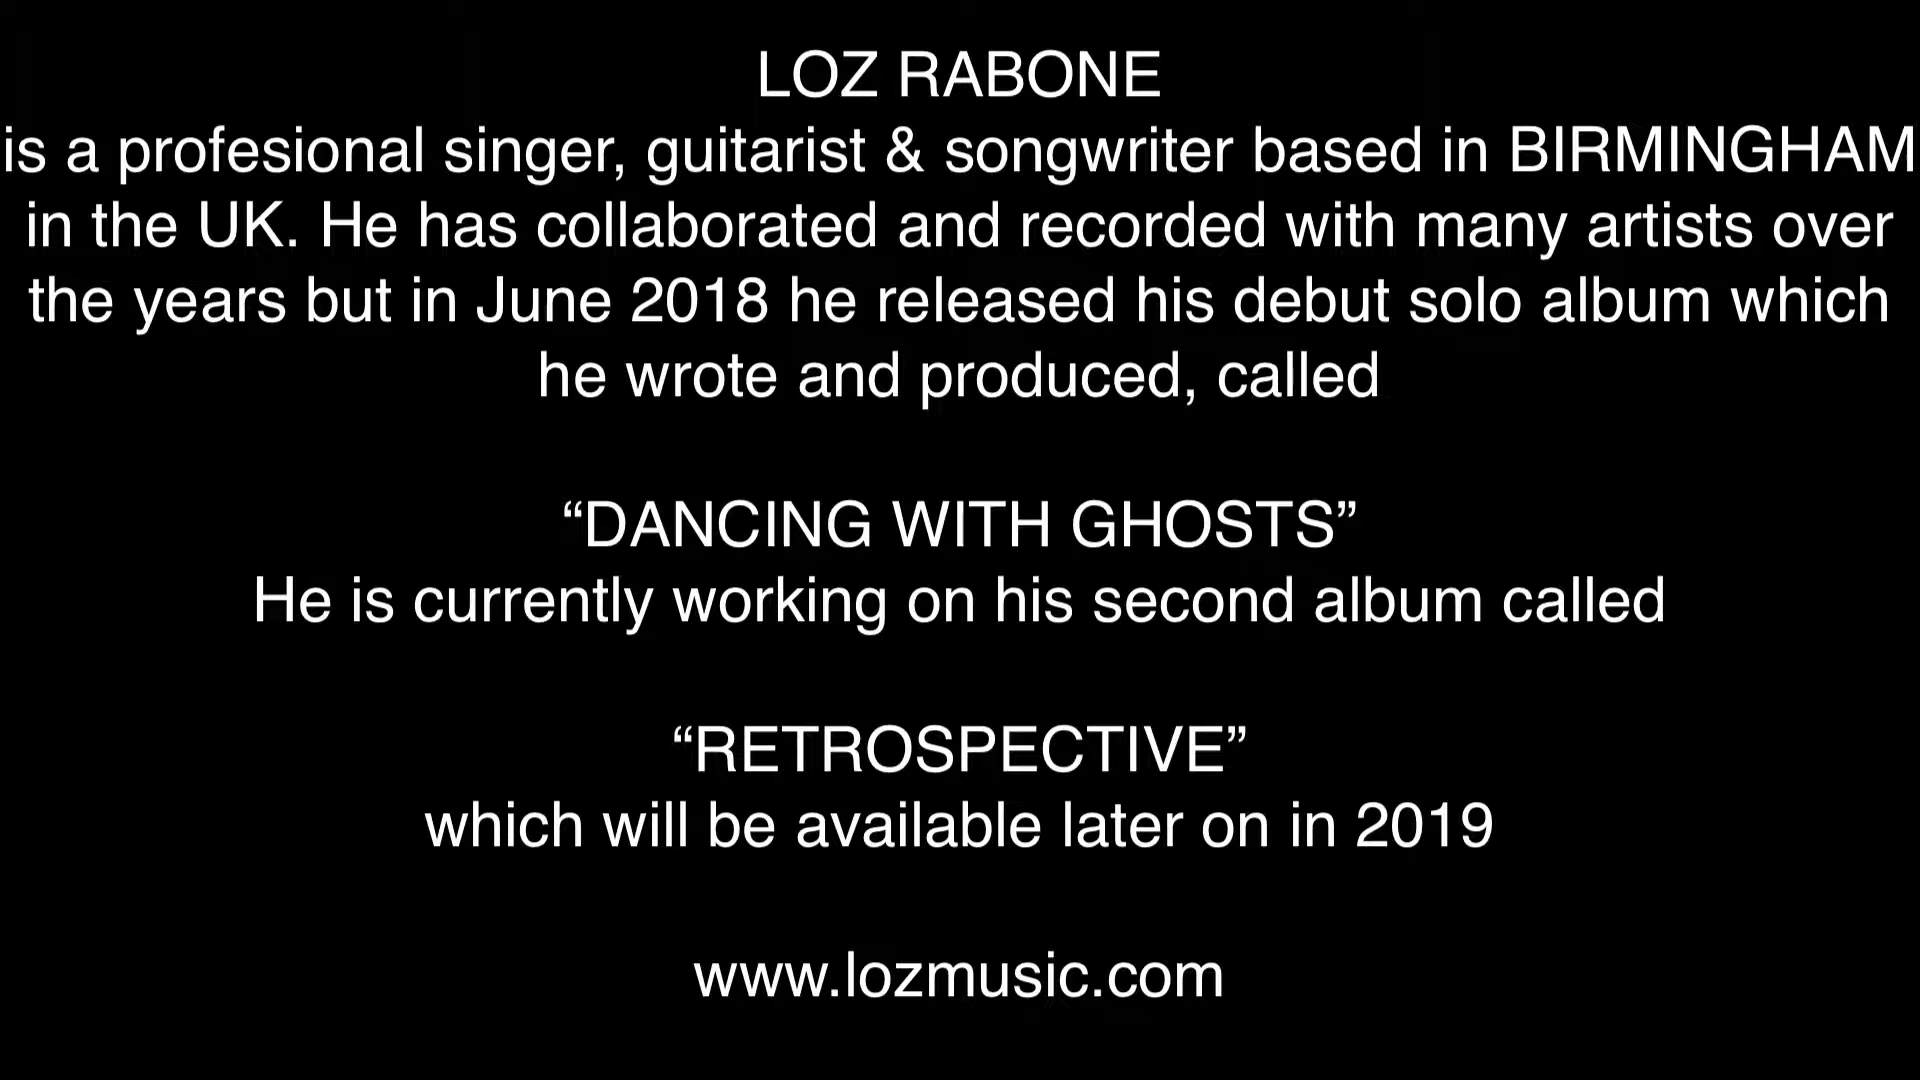 LOZ RABONE
is a profesional singer, guitarist & songwriter based in BIRMINGHAM
in the UK. He has collaborated and recorded with many artists over
the years but in June 2018 he released his debut solo album which
he wrote and produced, called
“DANCING WITH GHOSTS”
He is currently working on his second album called
“RETROSPECTIVE”
which will be available later on in 2019
www.lozmusic.com